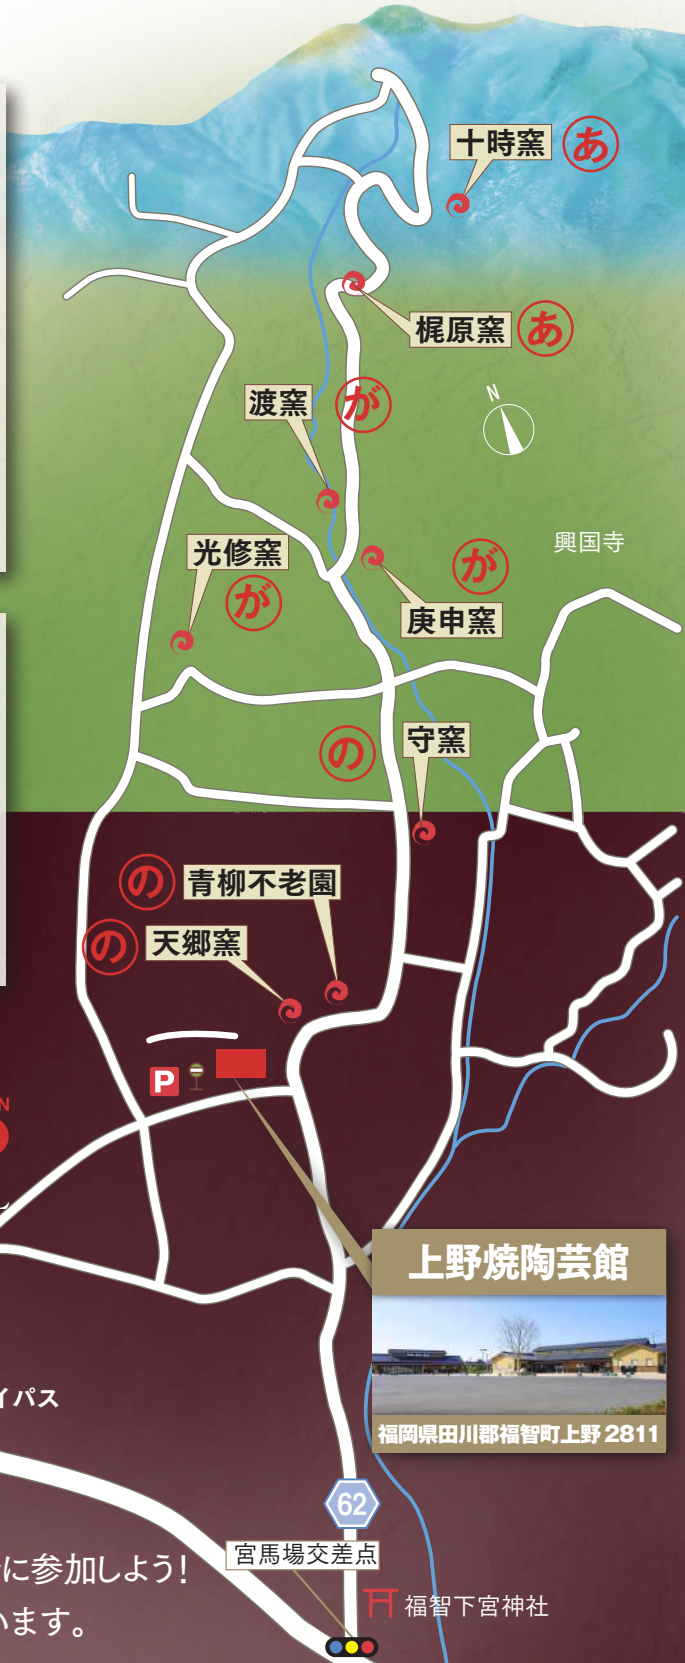 十時窯 あ
梶原窯 あ
N
渡窯 が
興国寺
光修窯
が
が
庚申窯
の 守窯
の 青柳不老園
の 天郷窯
P
N
上野焼陶芸館
福岡県田川郡福智町上野 2811
イパス
62
宮馬場交差点
に参加しよう!
福智下宮神社
います。